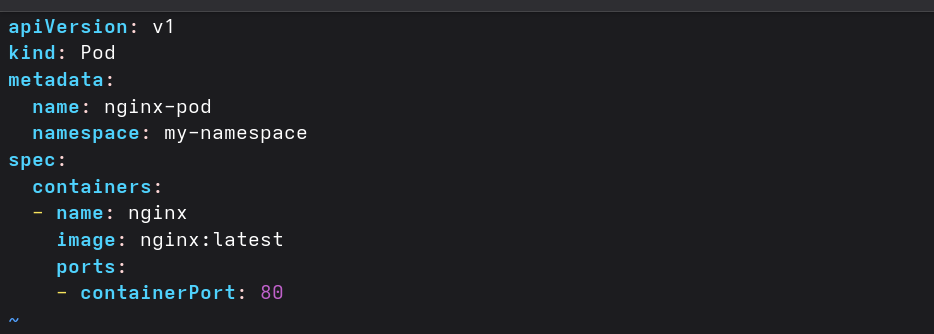 apiVersion: v1
kind: Pod
metadata:
  name: nginx-pod
  namespace: my-namespace
spec:
  containers:
  - name: nginx
    image: nginx:latest
    ports:
    - containerPort: 80
~